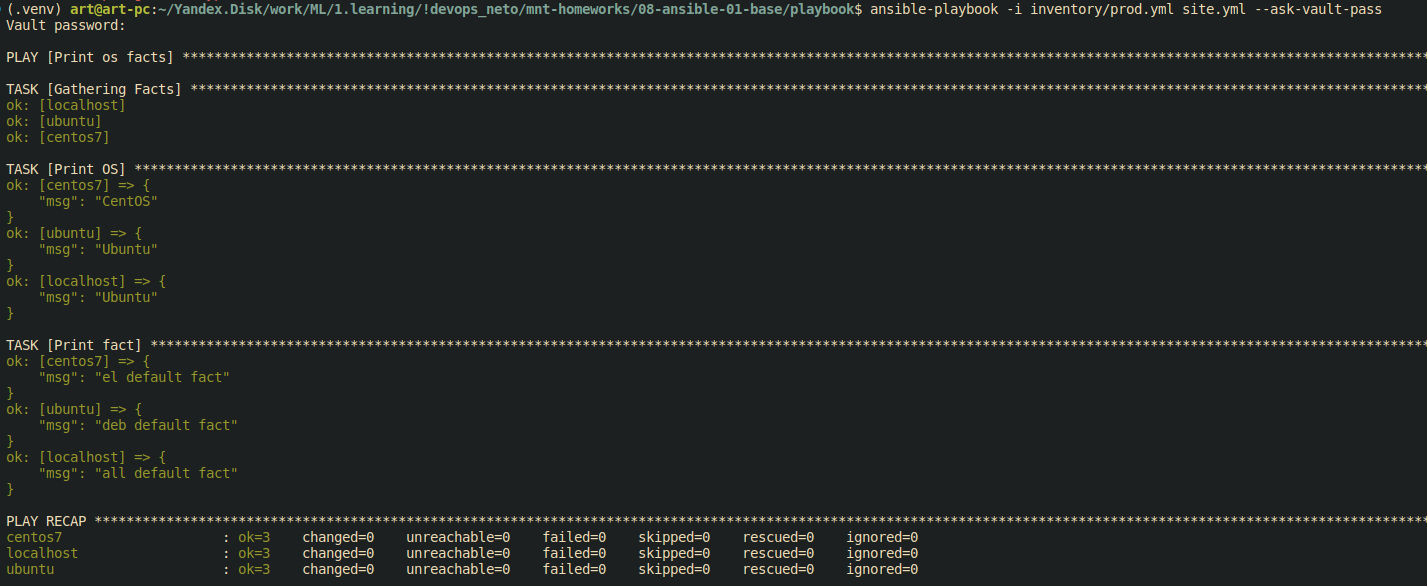 (.venv) art@art-pc:~/Yandex.Disk/work/ML/1.learning/!devops_neto/mnt-homeworks/08-ansible-01-base/playbook$ ansible-playbook -i inventory/prod.yml site.yml --ask-vault-pass
Vault password:
PLAY [Print os facts] ****************************************************************************************************************************************************************
TASK [Gathering Facts] ***************************************************************************************************************************************************************
ok: [localhost]
ok: [ubuntu]
ok: [centos7]
TASK [Print OS] **********************************************************************************************************************************************************************
ok: [centos7] => {
    "msg": "CentOS"
}
ok: [ubuntu] => {
    "msg": "Ubuntu"
}
ok: [localhost] => {
    "msg": "Ubuntu"
}
TASK [Print fact] ********************************************************************************************************************************************************************
ok: [centos7] => {
    "msg": "el default fact"
}
ok: [ubuntu] => {
    "msg": "deb default fact"
}
ok: [localhost] => {
    "msg": "all default fact"
}
PLAY RECAP ***************************************************************************************************************************************************************************
centos7                    : ok=3    changed=0    unreachable=0    failed=0    skipped=0    rescued=0    ignored=0
localhost                  : ok=3    changed=0    unreachable=0    failed=0    skipped=0    rescued=0    ignored=0
ubuntu                     : ok=3    changed=0    unreachable=0    failed=0    skipped=0    rescued=0    ignored=0